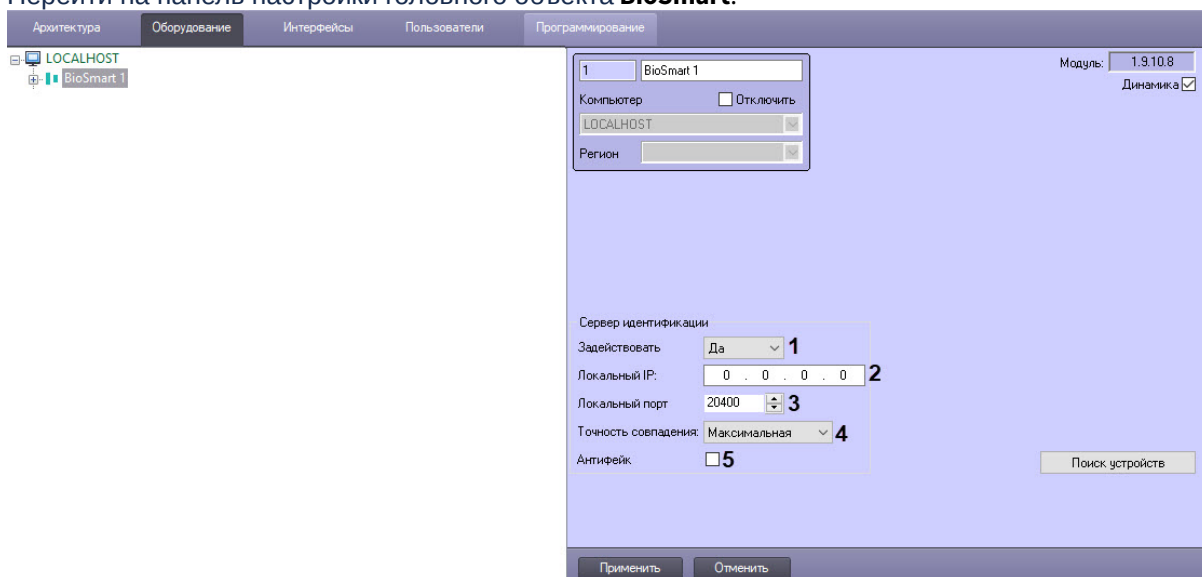 Перейти на панель настройки головного объекта BioSmart.
Архитектура Оборудование Интерфейсы Пользователи Программирование
LOCALHOST
BioSmart 1
1 BioSmart 1
Модуль: 1.9.10.8
Динамика
Компьютер Отключить
LOCALHOST
Регион
Сервер идентификации
Задействовать Да 1
Локальный IP: 0 . 0 . 0 . 0 2
Локальный порт 20400 3
Точность совпадения: Максимальная 4
Антифейк 5
Поиск устройств
Применить Отменить